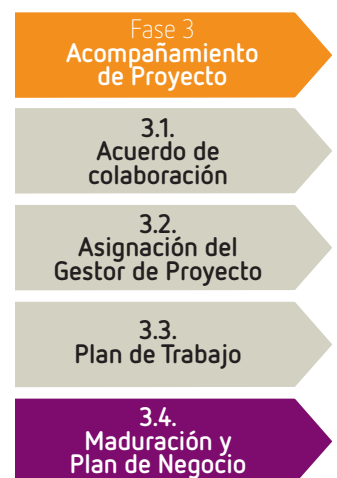 Fase 3
Acompañamiento
de Proyecto
3.1.
Acuerdo de
colaboración
3.2.
Asignación del
Gestor de Proyecto
3.3.
Plan de Trabajo
3.4.
Maduración y
Plan de Negocio